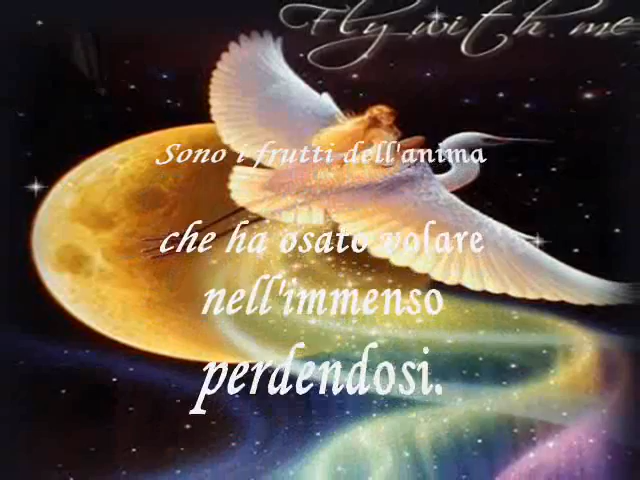 Fly with me
Sono i frutti dell'anima
che ha osato volare
nell'immenso
perdendosi.